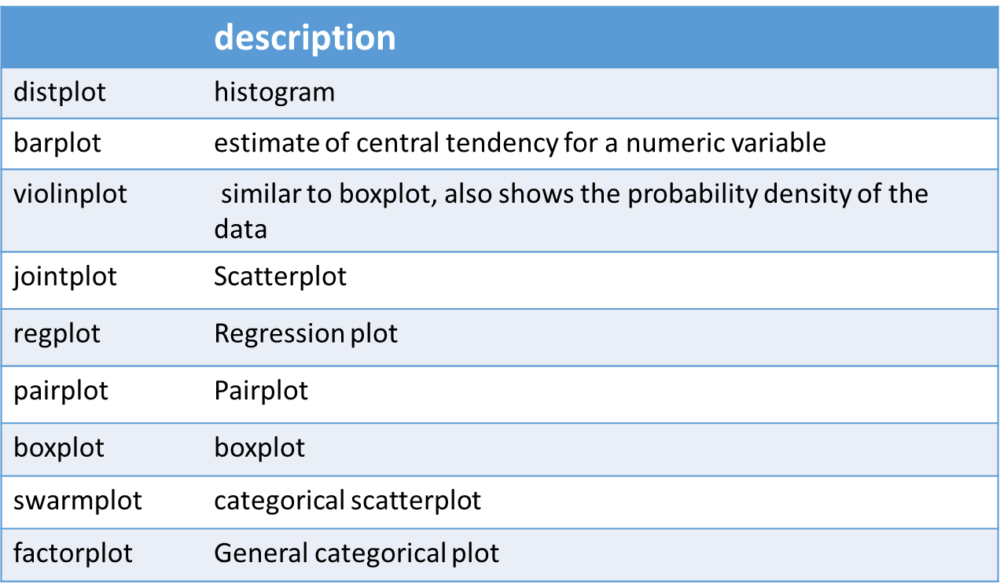 description
distplot histogram
barplot estimate of central tendency for a numeric variable
violinplot similar to boxplot, also shows the probability density of the
data
jointplot Scatterplot
regplot Regression plot
pairplot Pairplot
boxplot boxplot
swarmplot categorical scatterplot
factorplot General categorical plot